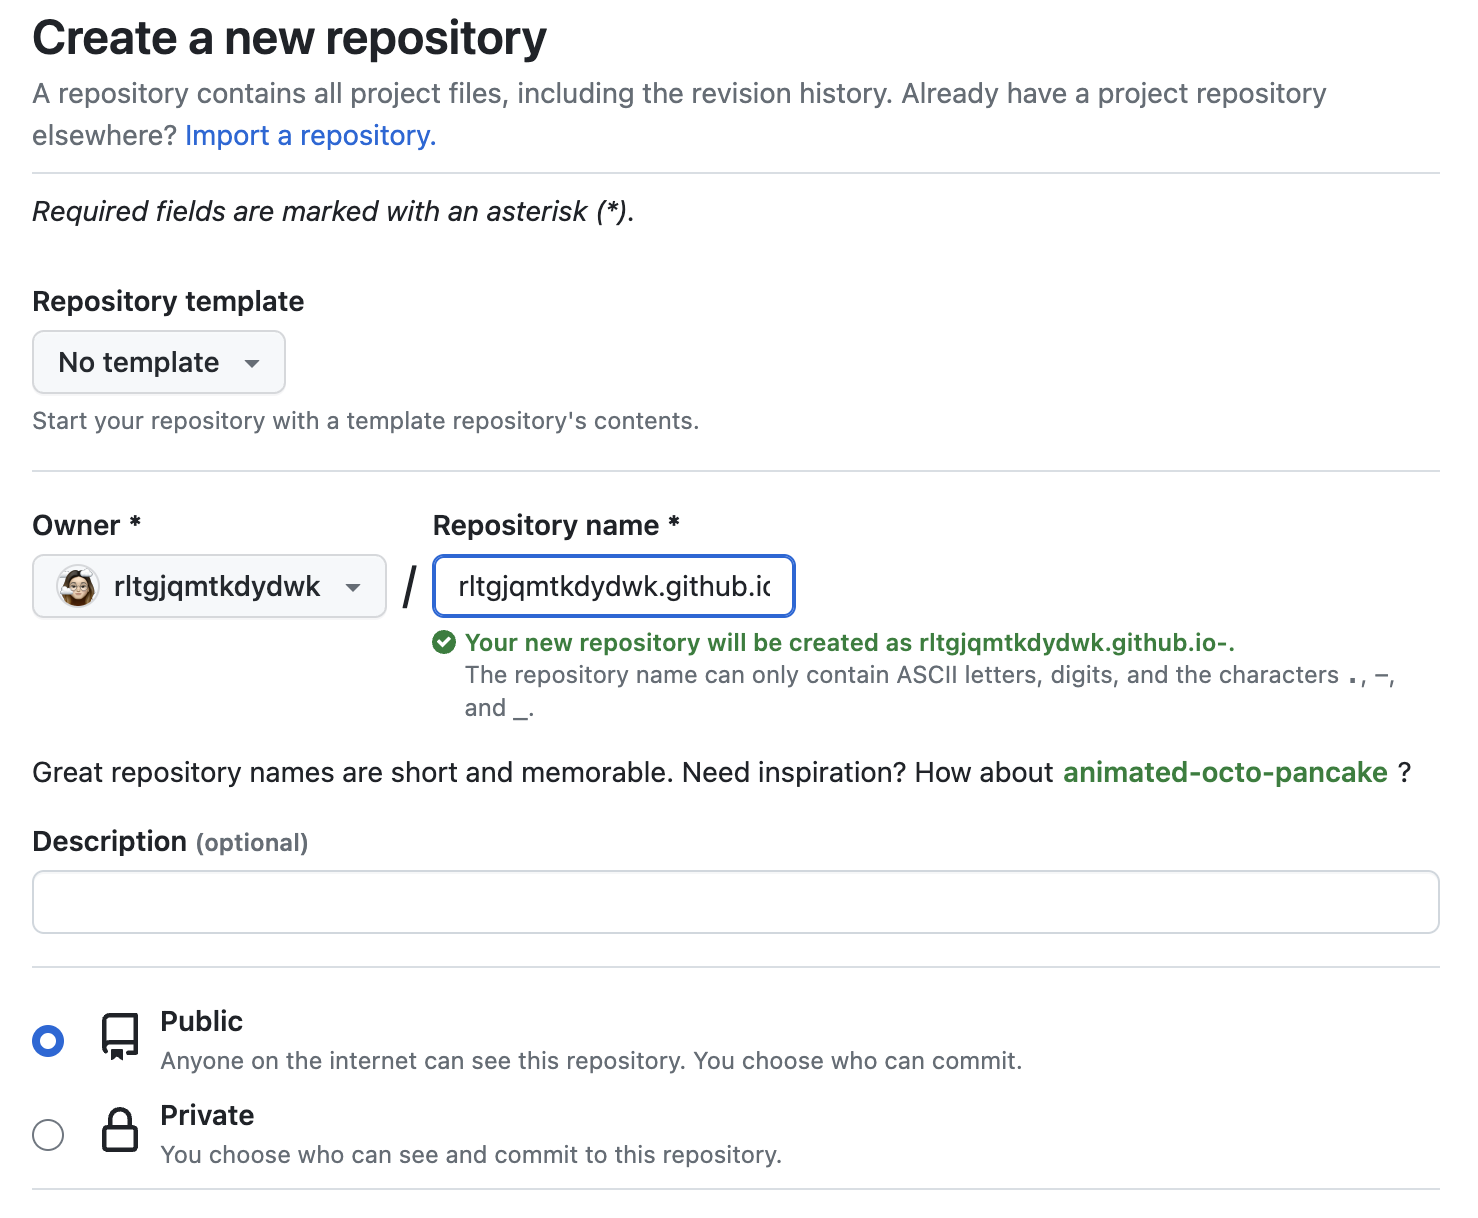 Create a new repository
A repository contains all project files, including the revision history. Already have a project repository
elsewhere? Import a repository.
Required fields are marked with an asterisk (*).
Repository template
No template
Start your repository with a template repository's contents.
Owner *
Repository name *
rltgjqmtkdydwk
/
rltgjqmtkdydwk.github.io
Your new repository will be created as rltgjqmtkdydwk.github.io-.
The repository name can only contain ASCII letters, digits, and the characters ., -,
and _.
Great repository names are short and memorable. Need inspiration? How about animated-octo-pancake ?
Description (optional)
Public
Anyone on the internet can see this repository. You choose who can commit.
Private
You choose who can see and commit to this repository.